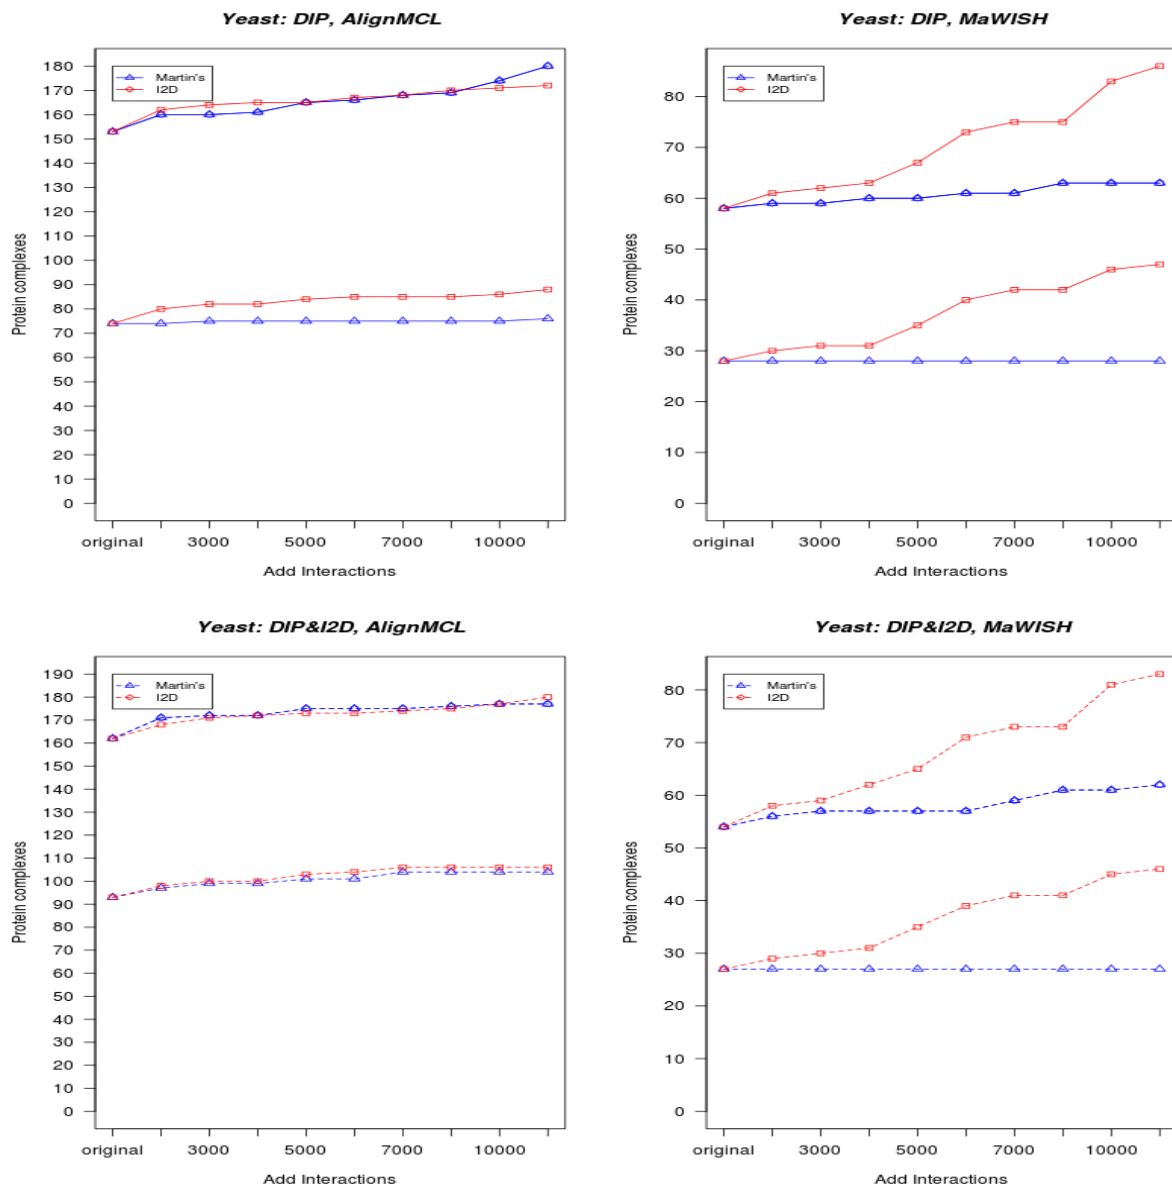 Yeast: DIP, AlignMCL
Martin's
I2D
180
170
160
150
140
130
120
110
100
90
80
70
60
50
40
30
20
10
0
Protein complexes
original 3000 5000 7000 10000
Add Interactions
Yeast: DIP, MaWISH
Martin's
I2D
80
70
60
50
40
30
20
10
0
Protein complexes
original 3000 5000 7000 10000
Add Interactions
Yeast: DIP&I2D, AlignMCL
Martin's
I2D
190
180
170
160
150
140
130
120
110
100
90
80
70
60
50
40
30
20
10
0
Protein complexes
original 3000 5000 7000 10000
Add Interactions
Yeast: DIP&I2D, MaWISH
Martin's
I2D
80
70
60
50
40
30
20
10
0
Protein complexes
original 3000 5000 7000 10000
Add Interactions